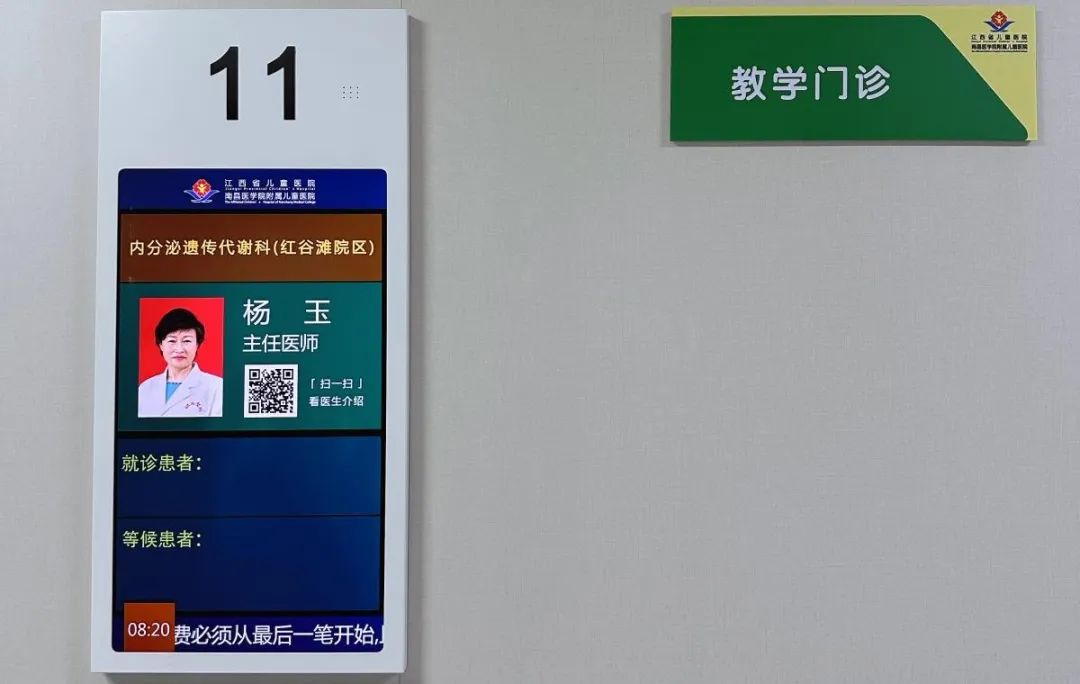 11
江西省儿童医院
Jiangxi Provincial Children's Hospital
南昌医学院附属儿童医院
内分泌遗传代谢科(红谷滩院区)
杨 玉
主任医师
「扫一扫」
看医生介绍
就诊患者：
等候患者：
08:20
费必须从最后一笔开始,
教学门诊
江西省儿童医院
南昌医学院附属儿童医院